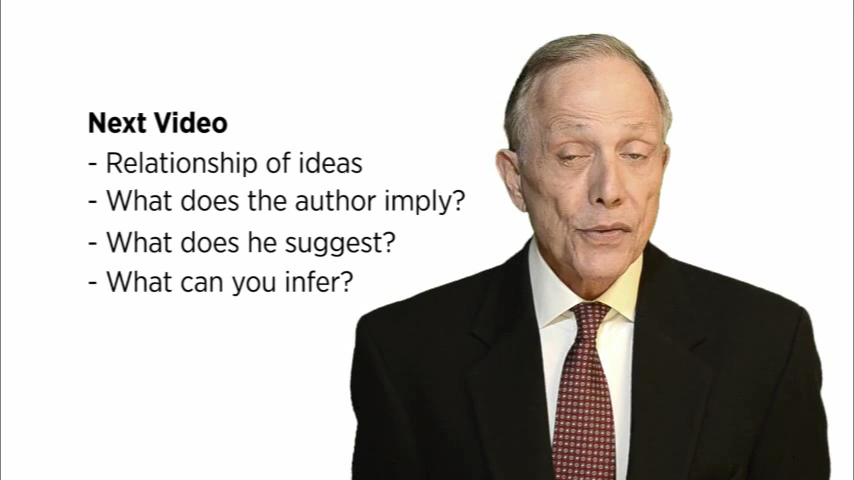 Next Video
- Relationship of ideas
- What does the author imply?
- What does he suggest?
- What can you infer?